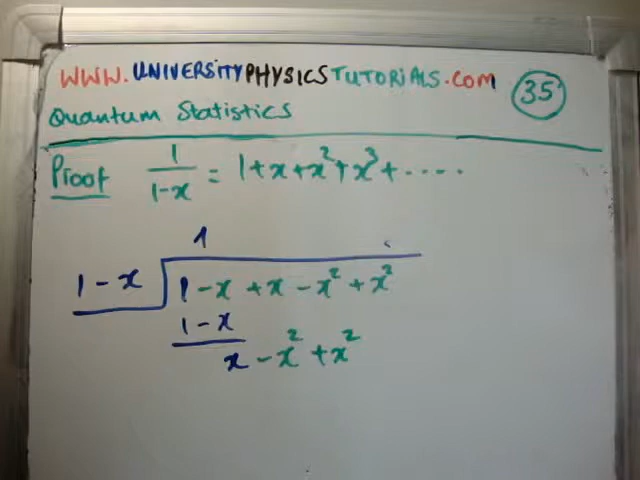 WWW.UNIVERSITYPHYSICSTUTORIALS.COM
35
Quantum Statistics
Proof 1/(1-x) = 1+x+x²+x³+.....
1
1-x 1-x+x-x²+x²
1-x
x-x²+x²